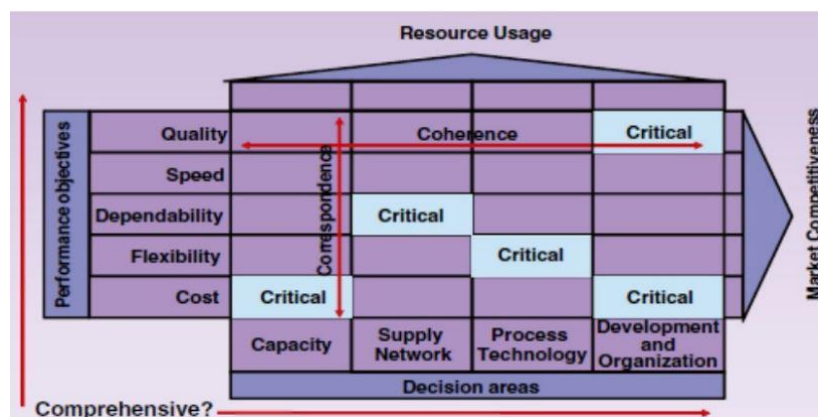 Resource Usage
Performance objectives
Quality
Coherence
Critical
Speed
Correspondence
Dependability
Critical
Flexibility
Critical
Cost
Critical
Critical
Market Competitiveness
Capacity
Supply
Network
Process
Technology
Development
and
Organization
Decision areas
Comprehensive?